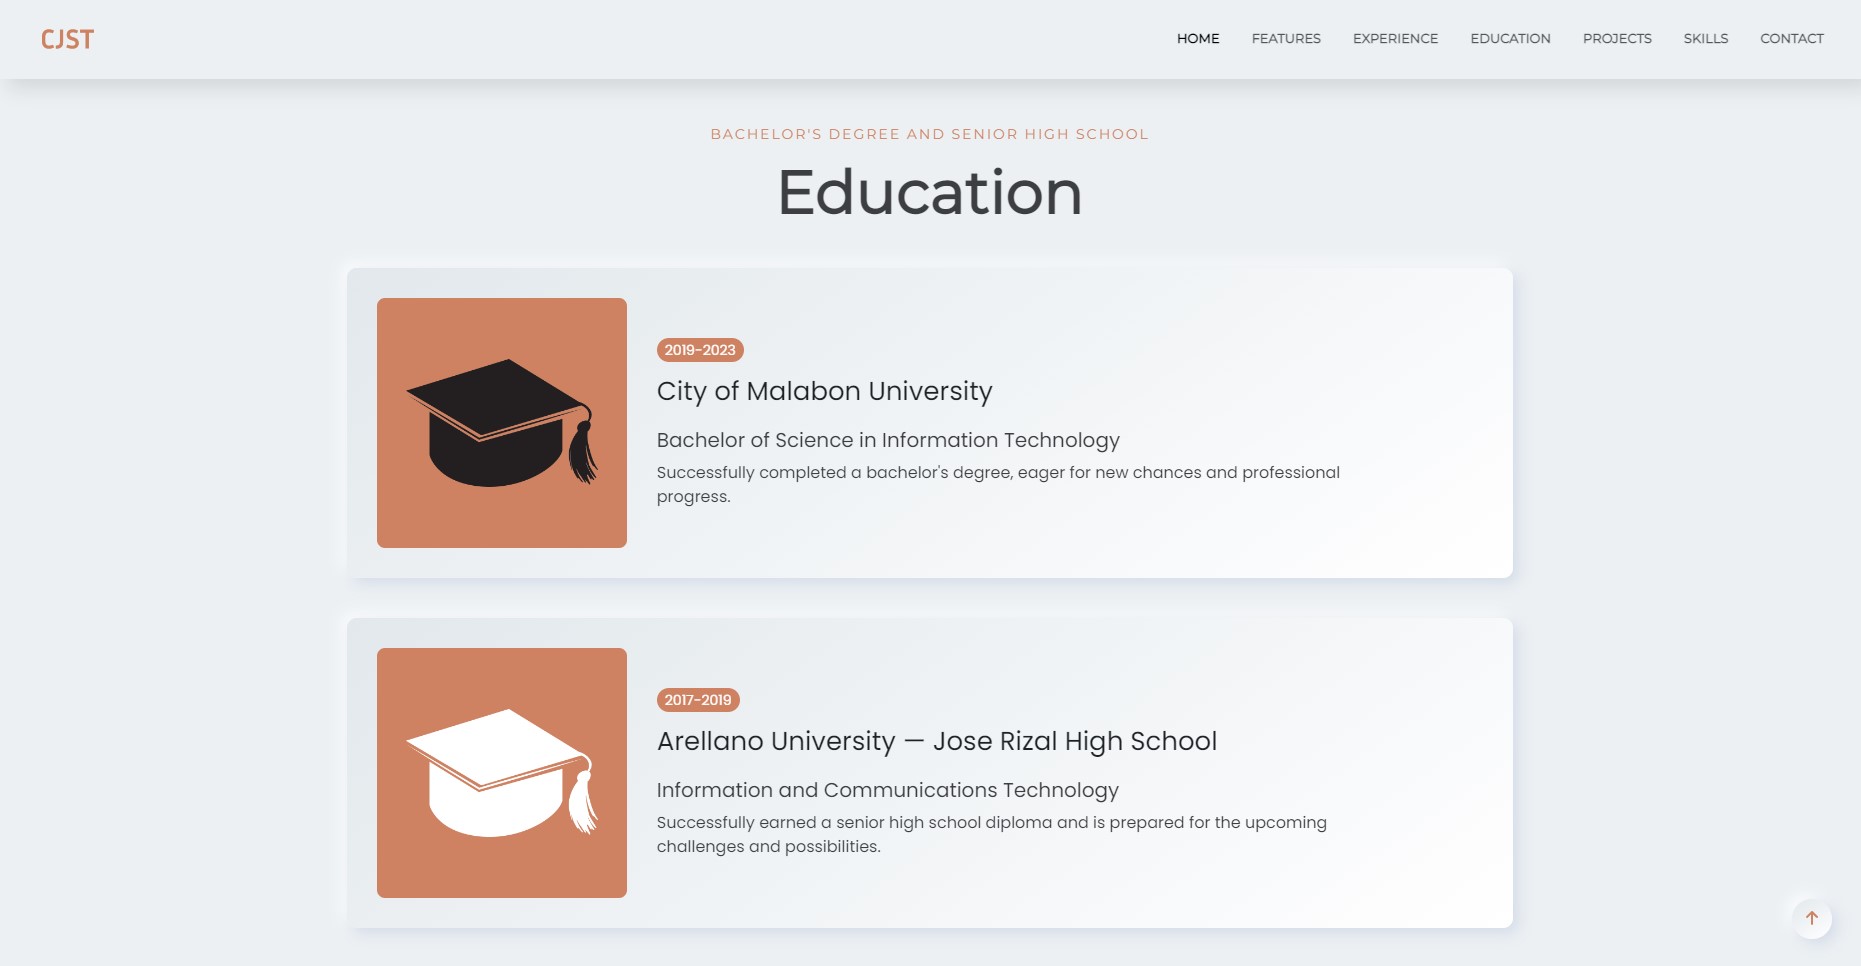 CJST
HOME FEATURES EXPERIENCE EDUCATION PROJECTS SKILLS CONTACT
BACHELOR'S DEGREE AND SENIOR HIGH SCHOOL
Education
2019-2023
City of Malabon University
Bachelor of Science in Information Technology
Successfully completed a bachelor's degree, eager for new chances and professional
progress.
2017-2019
Arellano University — Jose Rizal High School
Information and Communications Technology
Successfully earned a senior high school diploma and is prepared for the upcoming
challenges and possibilities.